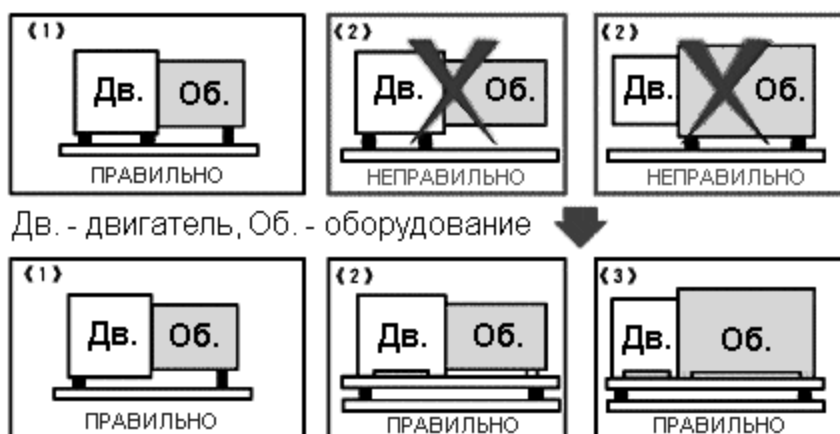 《1》
Дв. Об.
ПРАВИЛЬНО
《2》
Дв. Об.
НЕПРАВИЛЬНО
《2》
Дв. Об.
НЕПРАВИЛЬНО
Дв. - двигатель, Об. - оборудование
《1》
Дв. Об.
ПРАВИЛЬНО
《2》
Дв. Об.
ПРАВИЛЬНО
《3》
Дв. Об.
ПРАВИЛЬНО